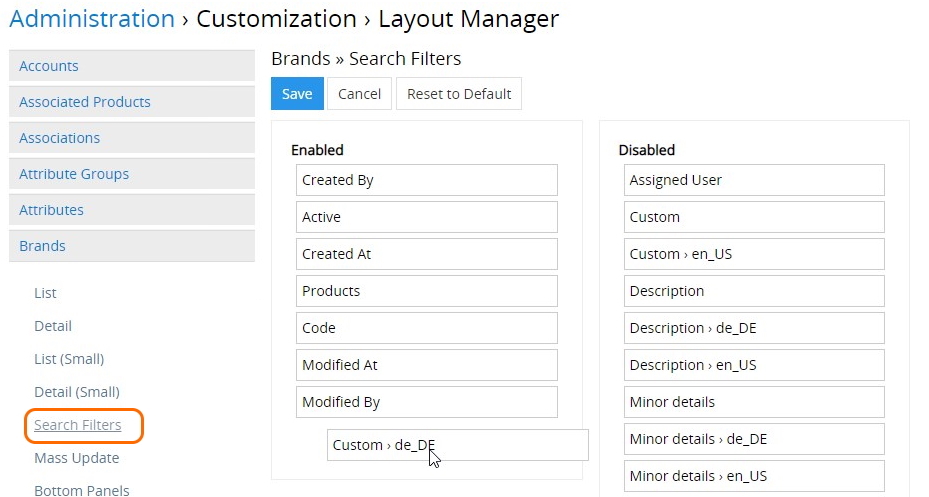 Administration › Customization › Layout Manager
Accounts
Associated Products
Associations
Attribute Groups
Attributes
Brands
List
Detail
List (Small)
Detail (Small)
Search Filters
Mass Update
Bottom Panels
Brands » Search Filters
Save Cancel Reset to Default
Enabled
Created By
Active
Created At
Products
Code
Modified At
Modified By
Custom › de_DE
Disabled
Assigned User
Custom
Custom › en_US
Description
Description › de_DE
Description › en_US
Minor details
Minor details › de_DE
Minor details › en_US